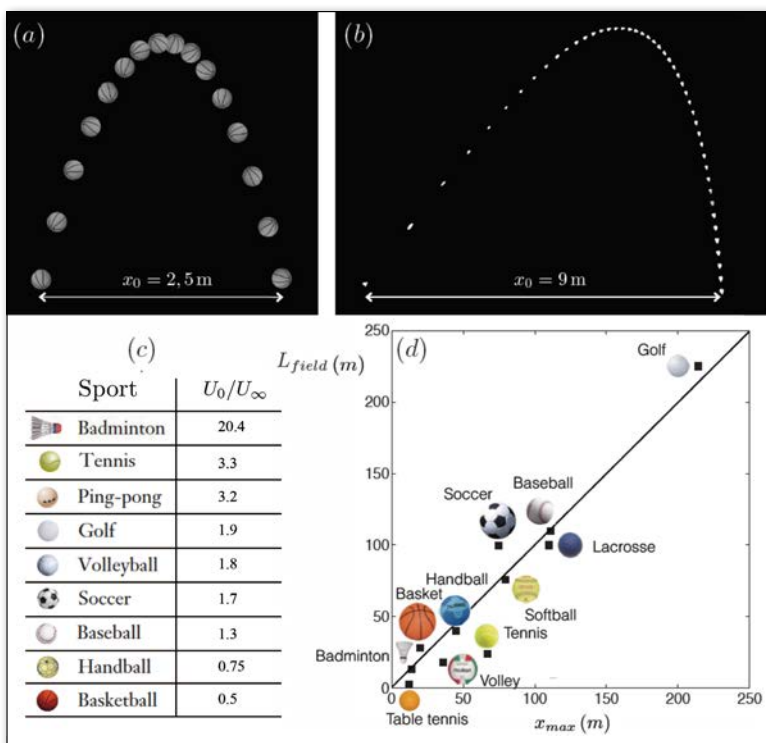 (a)
x₀ = 2, 5 m
(b)
x₀ = 9 m
(c)
Sport U₀/U∞
Badminton 20.4
Tennis 3.3
Ping-pong 3.2
Golf 1.9
Volleyball 1.8
Soccer 1.7
Baseball 1.3
Handball 0.75
Basketball 0.5
(d)
L_field (m)
250
200
150
100
50
0
Golf
Baseball
Soccer
Lacrosse
Handball
Basket
Softball
Tennis
Badminton
Volley
Table tennis
0 50 100 150 200 250
x_max (m)